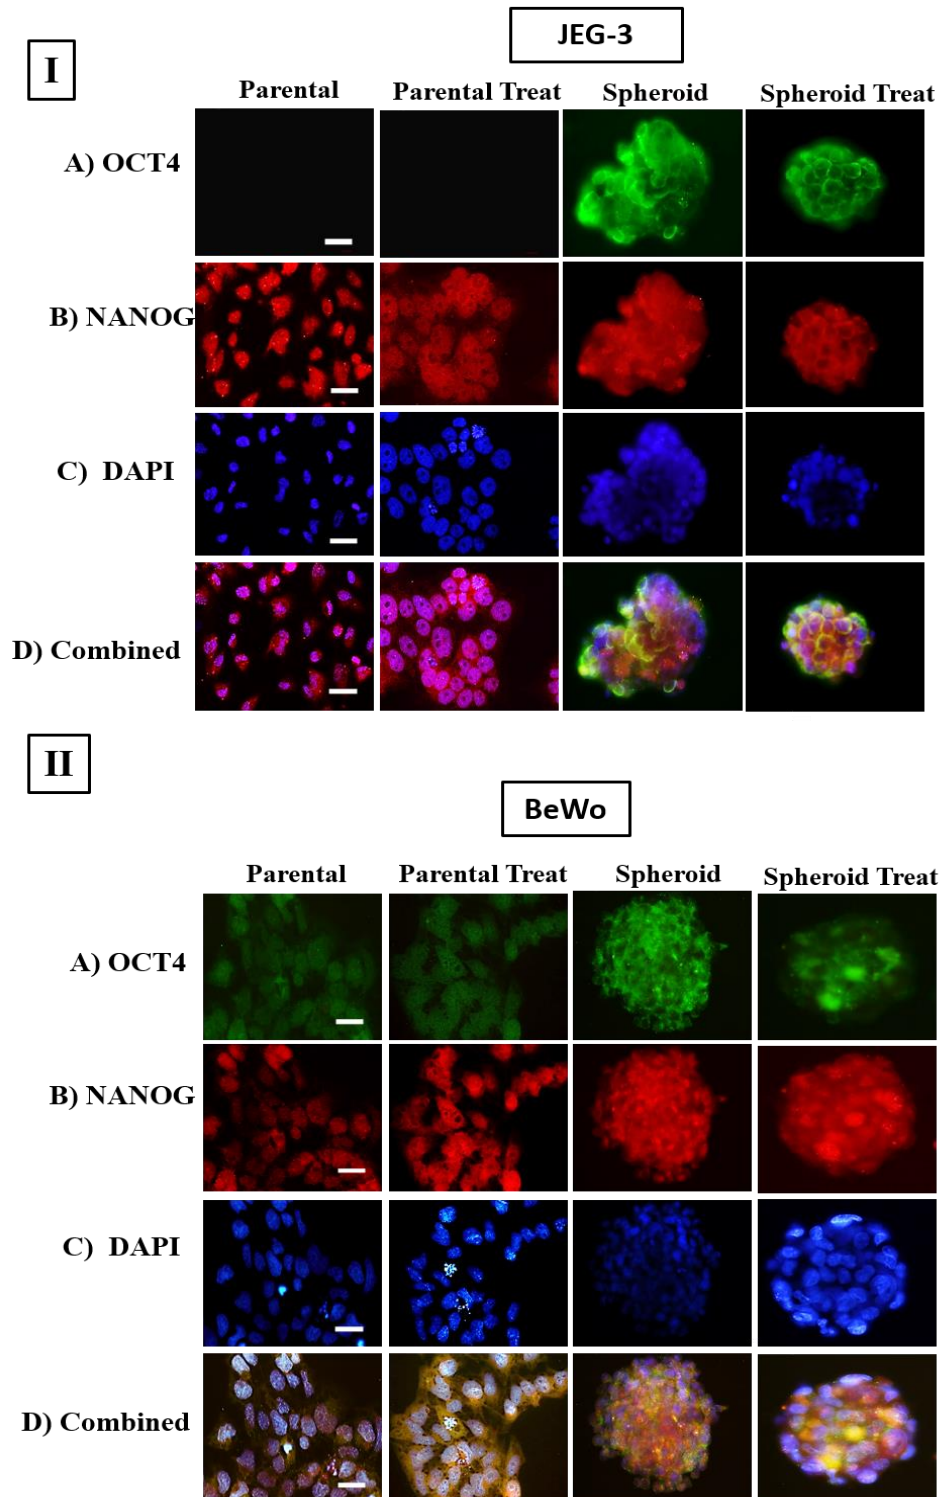 JEG-3
I
Parental Parental Treat Spheroid Spheroid Treat
A) OCT4
B) NANOG
C) DAPI
D) Combined
II
BeWo
Parental Parental Treat Spheroid Spheroid Treat
A) OCT4
B) NANOG
C) DAPI
D) Combined